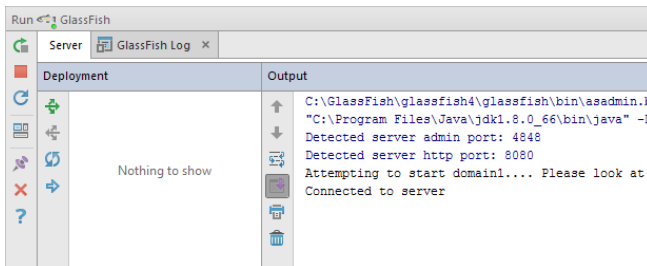 Run GlassFish
Server GlassFish Log ×
Deployment Output
Nothing to show
C:\GlassFish\glassfish4\glassfish\bin\asadmin.
"C:\Program Files\Java\jdk1.8.0_66\bin\java" -
Detected server admin port: 4848
Detected server http port: 8080
Attempting to start domain1.... Please look at
Connected to server